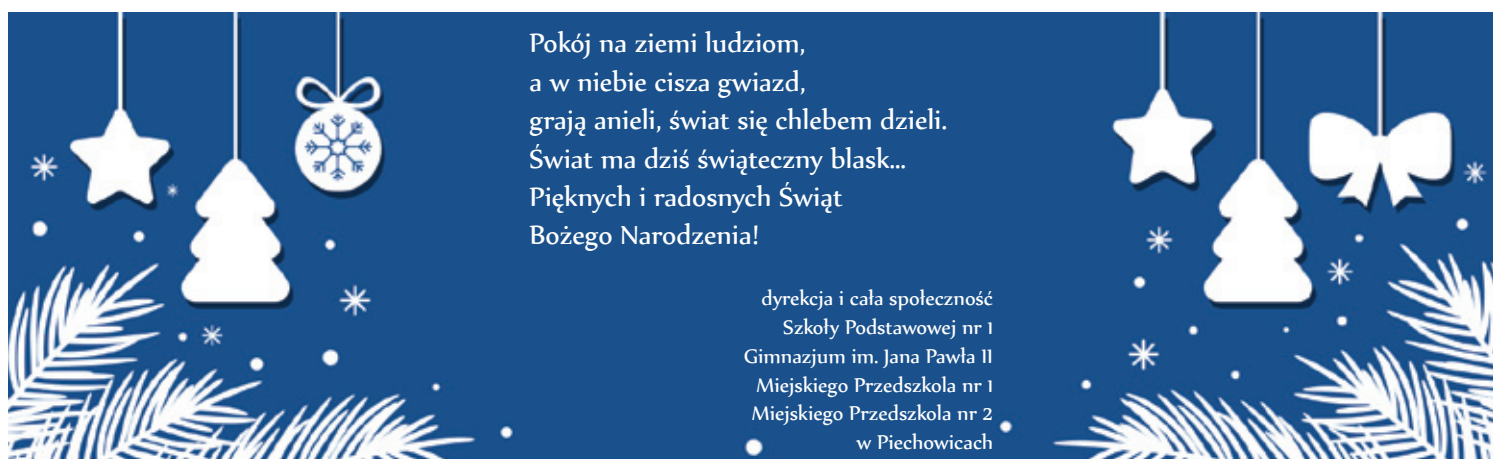 Pokój na ziemi ludziom,
a w niebie cisza gwiazd,
grają anieli, świat się chlebem dzieli.
Świat ma dziś świąteczny blask...
Pięknych i radosnych Świąt
Bożego Narodzenia!
dyrekcja i cała społeczność
Szkoły Podstawowej nr 1
Gimnazjum im. Jana Pawła II
Miejskiego Przedszkola nr 1
Miejskiego Przedszkola nr 2
w Piechowicach